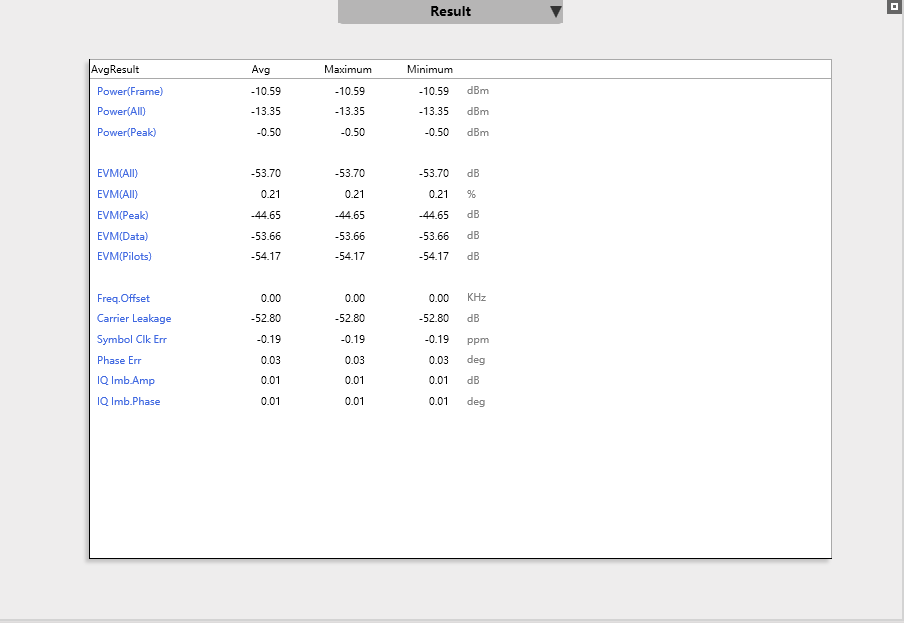 Result ▼
AvgResult Avg Maximum Minimum
Power(Frame) -10.59 -10.59 -10.59 dBm
Power(All) -13.35 -13.35 -13.35 dBm
Power(Peak) -0.50 -0.50 -0.50 dBm
EVM(All) -53.70 -53.70 -53.70 dB
EVM(All) 0.21 0.21 0.21 %
EVM(Peak) -44.65 -44.65 -44.65 dB
EVM(Data) -53.66 -53.66 -53.66 dB
EVM(Pilots) -54.17 -54.17 -54.17 dB
Freq.Offset 0.00 0.00 0.00 KHz
Carrier Leakage -52.80 -52.80 -52.80 dB
Symbol Clk Err -0.19 -0.19 -0.19 ppm
Phase Err 0.03 0.03 0.03 deg
IQ Imb.Amp 0.01 0.01 0.01 dB
IQ Imb.Phase 0.01 0.01 0.01 deg